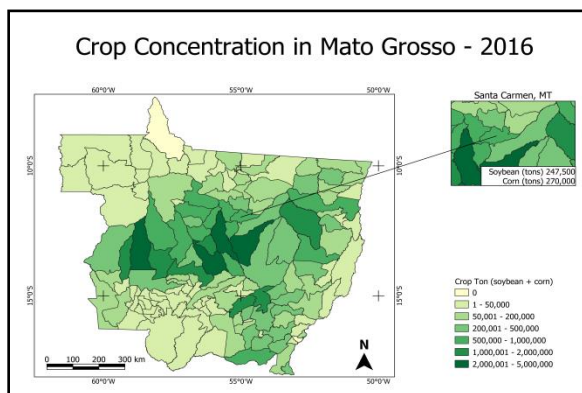 Crop Concentration in Mato Grosso - 2016
60°0'W 55°0'W 50°0'W
Santa Carmen, MT
10°0'S 10°0'S
Soybean (tons) 247,500
Corn (tons) 270,000
15°0'S 15°0'S
Crop Ton (soybean + corn)
0
1 - 50,000
50,001 - 200,000
200,001 - 500,000
500,000 - 1,000,000
1,000,001 - 2,000,000
2,000,001 - 5,000,000
N
0 100 200 300 km
60°0'W 55°0'W 50°0'W